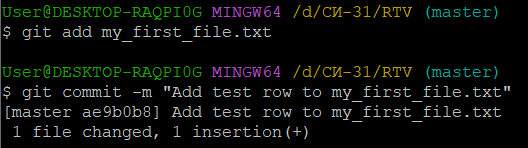 User@DESKTOP-RAQPI0G MINGW64 /d/СИ-31/RTV (master)
$ git add my_first_file.txt
User@DESKTOP-RAQPI0G MINGW64 /d/СИ-31/RTV (master)
$ git commit -m "Add test row to my_first_file.txt"
[master ae9b0b8] Add test row to my_first_file.txt
 1 file changed, 1 insertion(+)